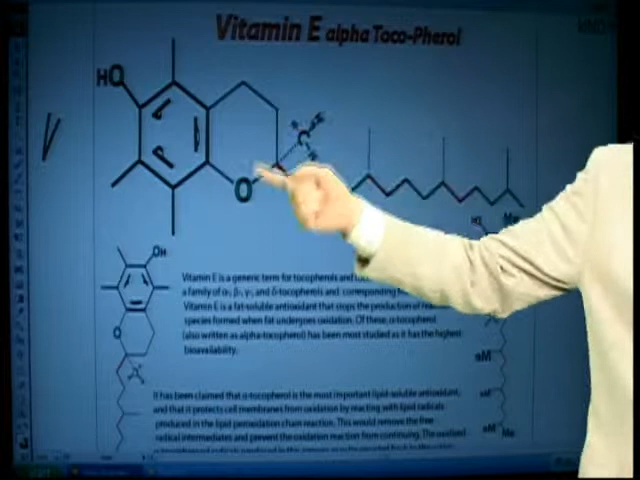 Vitamin E alpha Toco-Pherol
HO
O
OH
O
Me
Vitamin E is a generic term for tocopherols and
a family of α-, β-, γ-, and δ-tocopherols and corresponding
Vitamin E is a fat-soluble antioxidant that stops the production of
species formed when fat undergoes oxidation. Of these, α-tocopherol
(also written as alpha-tocopherol) has been most studied as it has the highest
bioavailability.
Me
It has been claimed that α-tocopherol is the most important lipid-soluble antioxidant,
and that it protects cell membranes from oxidation by reacting with lipid radicals
produced in the lipid peroxidation chain reaction. This would remove the free
radical intermediates and prevent the oxidation reaction from continuing. The oxidized